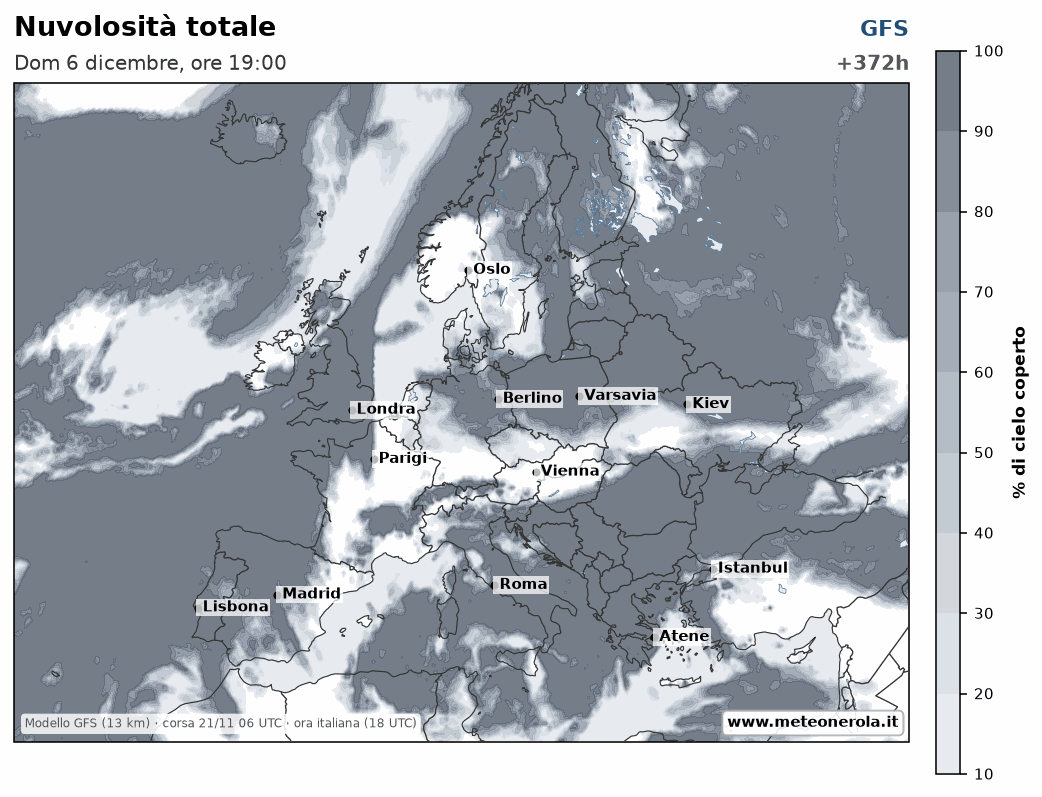 Nuvolosità totale
GFS
Dom 6 dicembre, ore 19:00
+372h
100
90
80
70
60
50
40
30
20
10
% di cielo coperto
Oslo
Londra
Berlino
Varsavia
Kiev
Parigi
Vienna
Madrid
Lisbona
Roma
Istanbul
Atene
Modello GFS (13 km) · corsa 21/11 06 UTC · ora italiana (18 UTC)
www.meteonerola.it